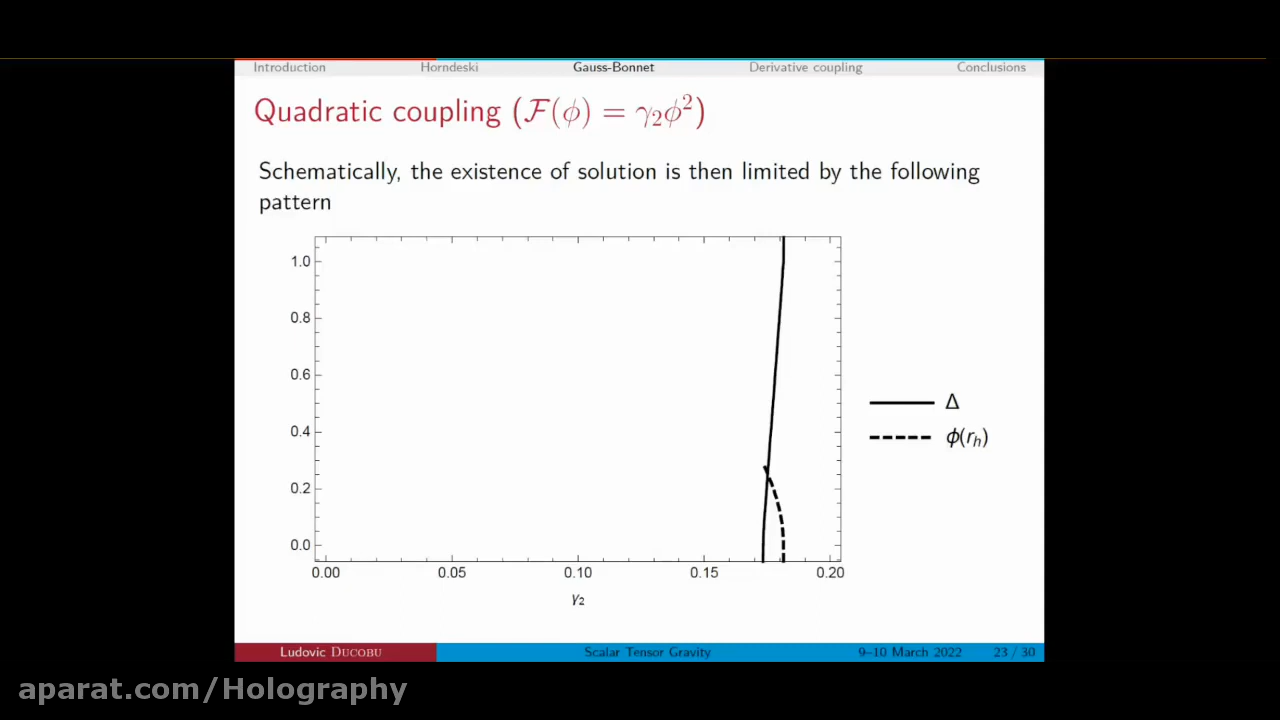 Introduction Horndeski Gauss-Bonnet Derivative coupling Conclusions
Quadratic coupling (ℱ(ϕ) = γ₂ϕ²)
Schematically, the existence of solution is then limited by the following
pattern
1.0
0.8
0.6
0.4
0.2
0.0
0.00 0.05 0.10 0.15 0.20
γ₂
Δ
ϕ(rₕ)
Ludovic Ducobu Scalar Tensor Gravity 9–10 March 2022 23 / 30
aparat.com/Holography